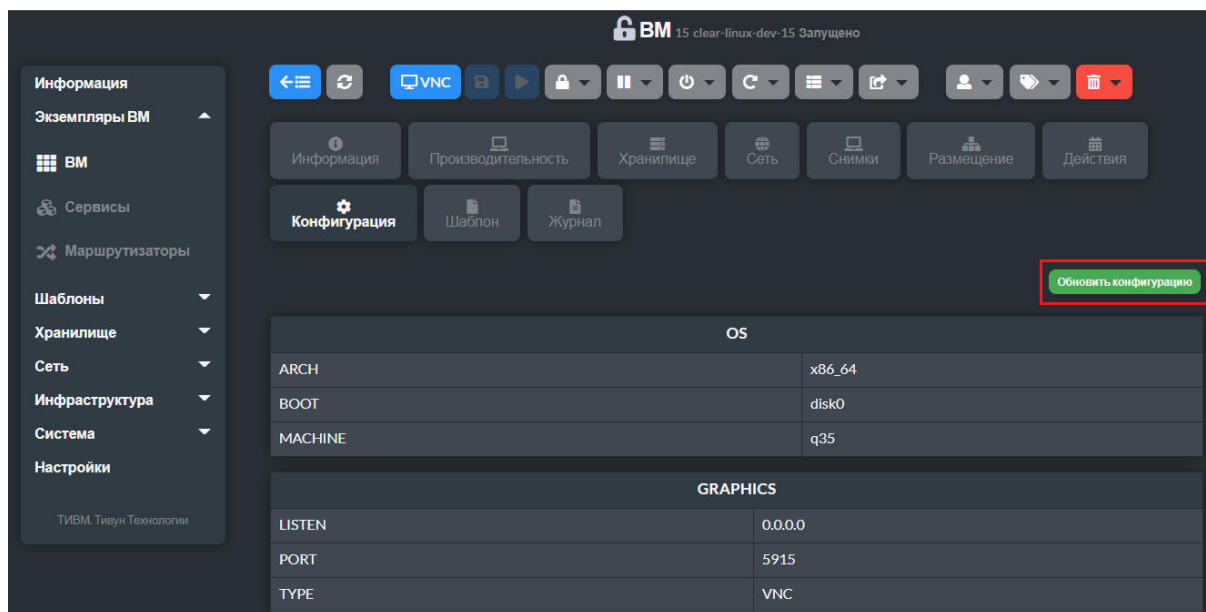 ВМ 15 clear-linux-dev-15 Запущено
Информация
Экземпляры ВМ
ВМ
Сервисы
Маршрутизаторы
Шаблоны
Хранилище
Сеть
Инфраструктура
Система
Настройки
ТИВМ. Тивун Технологии
VNC
Информация
Производительность
Хранилище
Сеть
Снимки
Размещение
Действия
Конфигурация
Шаблон
Журнал
Обновить конфигурацию
OS
ARCH x86_64
BOOT disk0
MACHINE q35
GRAPHICS
LISTEN 0.0.0.0
PORT 5915
TYPE VNC